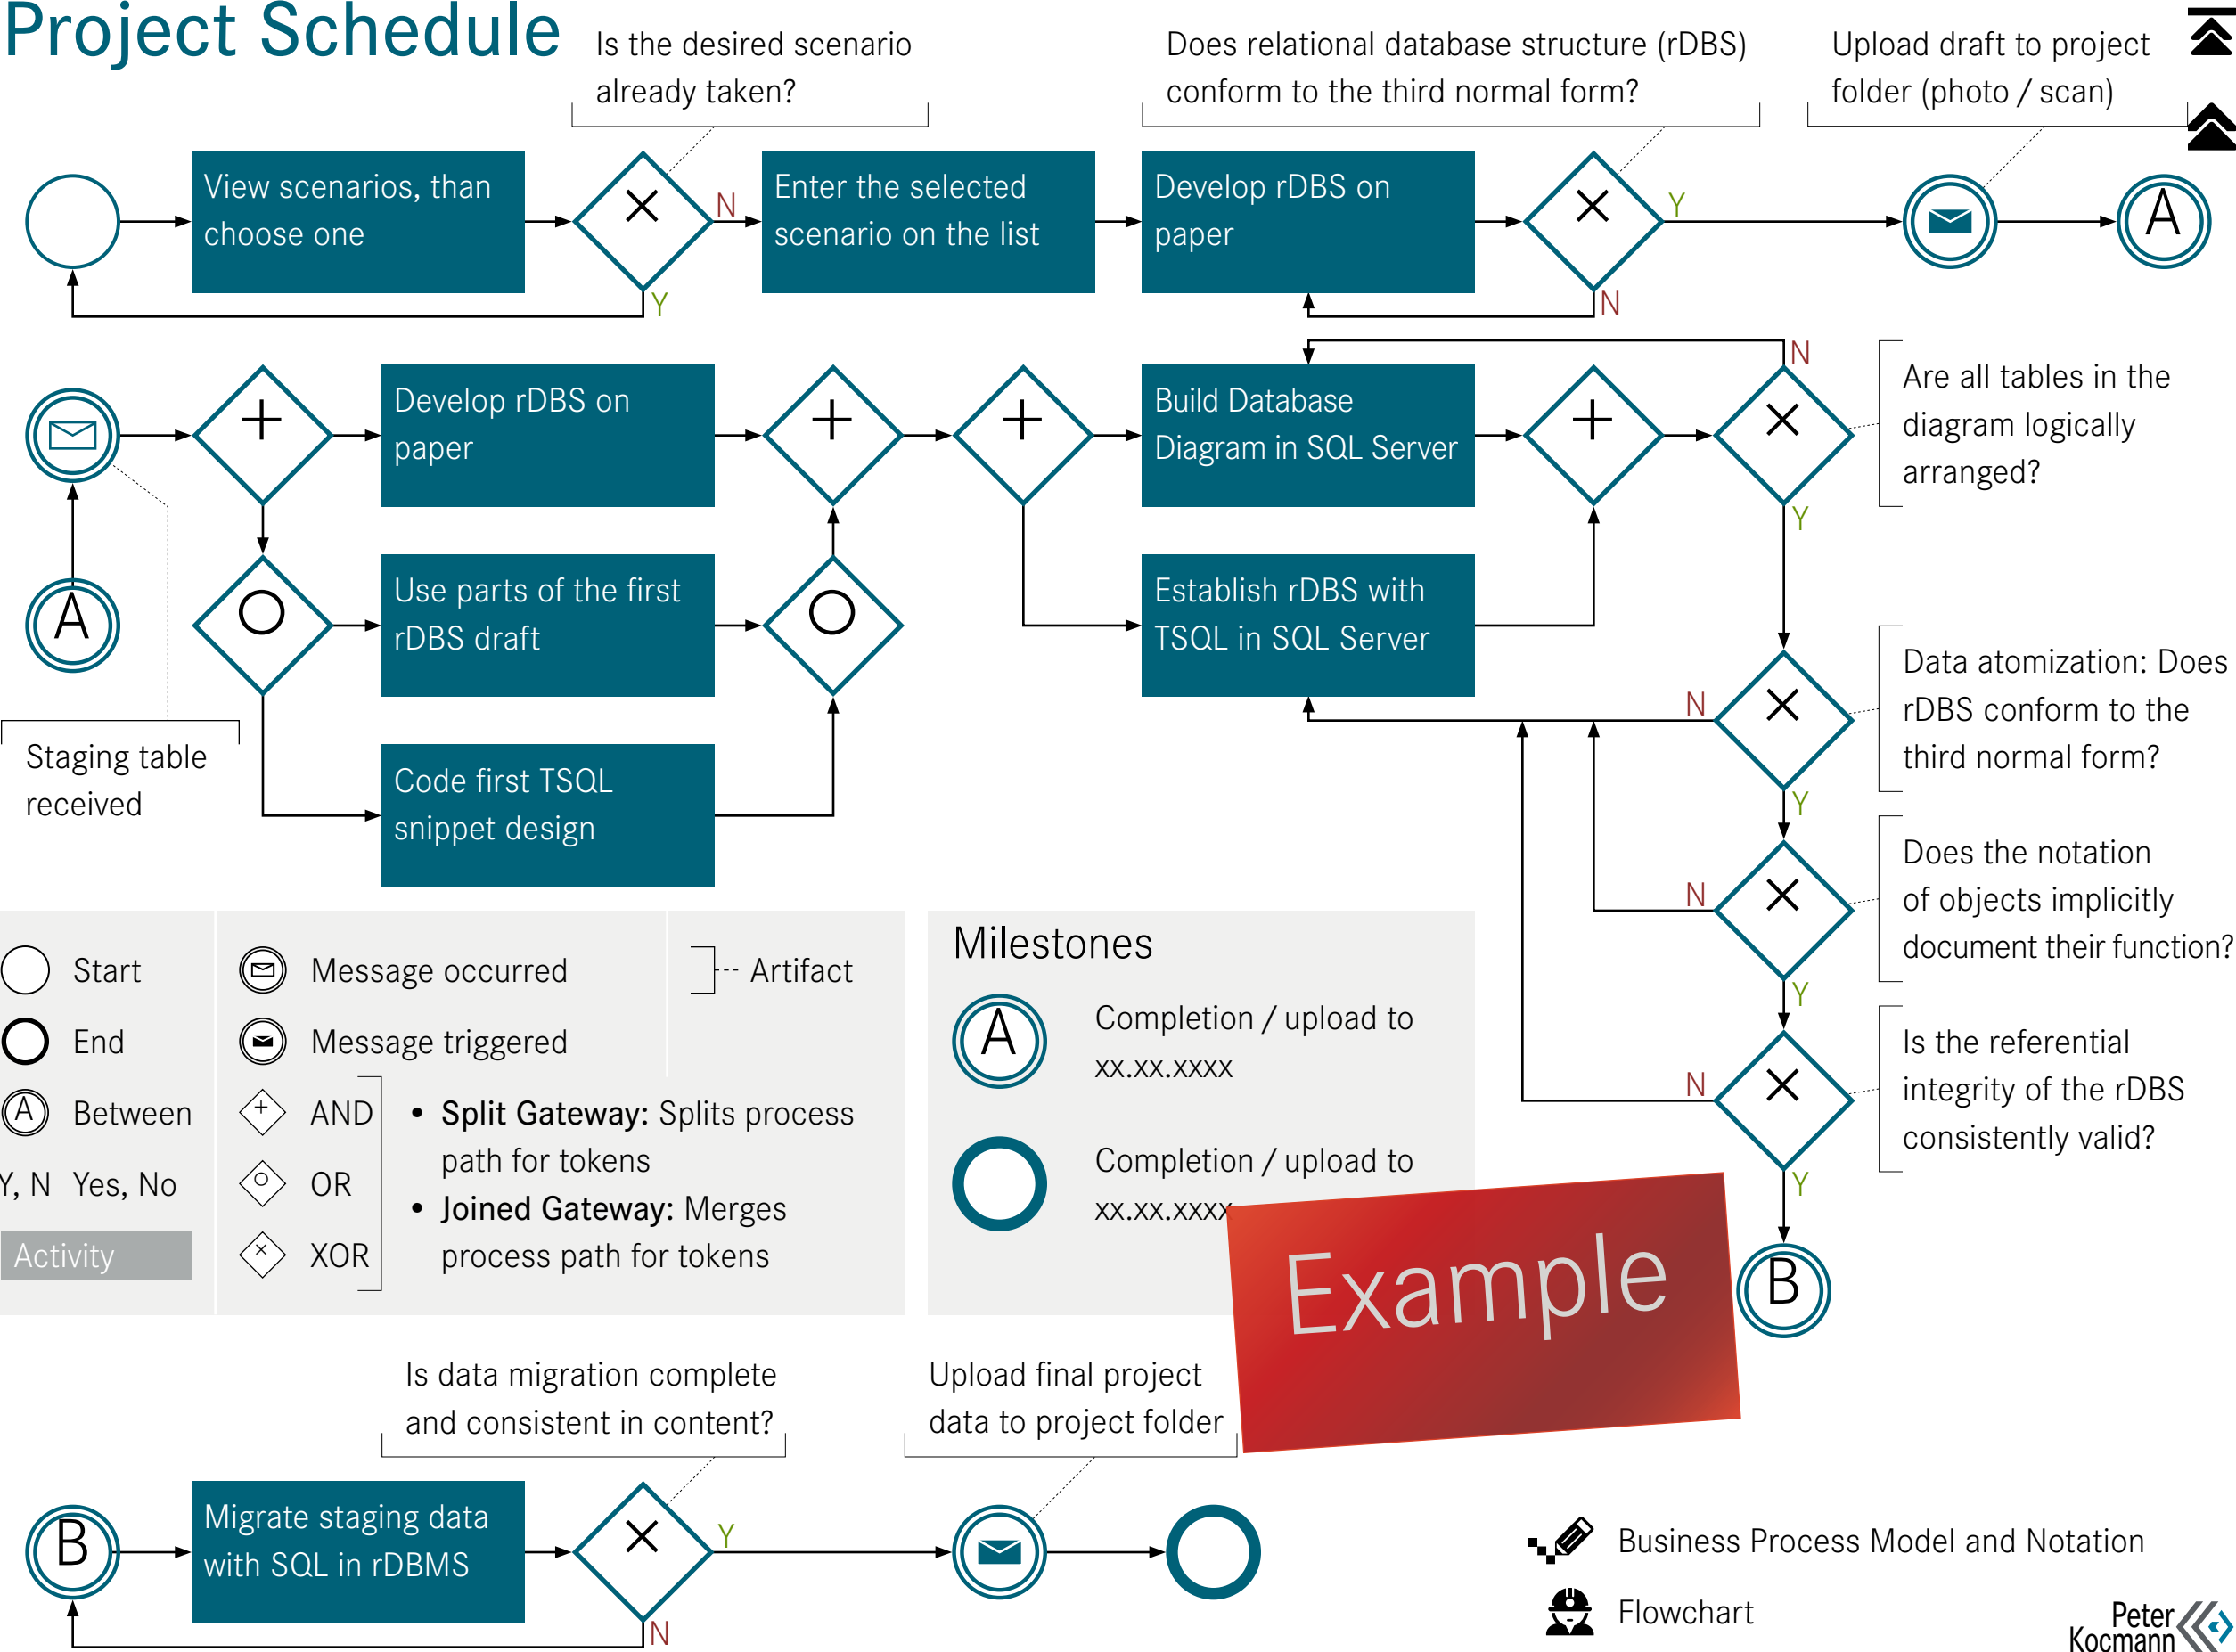 Project Schedule
Is the desired scenario
already taken?
Does relational database structure (rDBS)
conform to the third normal form?
Upload draft to project
folder (photo / scan)
View scenarios, than
choose one
N
Y
Enter the selected
scenario on the list
Develop rDBS on
paper
Y
N
A
Develop rDBS on
paper
Build Database
Diagram in SQL Server
N
Y
Are all tables in the
diagram logically
arranged?
A
Use parts of the first
rDBS draft
Establish rDBS with
TSQL in SQL Server
N
Y
Data atomization: Does
rDBS conform to the
third normal form?
Staging table
received
Code first TSQL
snippet design
N
Y
Does the notation
of objects implicitly
document their function?
N
Y
Is the referential
integrity of the rDBS
consistently valid?
B
Start
End
A Between
Y, N Yes, No
Activity
Message occurred
Message triggered
AND
OR
XOR
Artifact
• Split Gateway: Splits process
path for tokens
• Joined Gateway: Merges
process path for tokens
Milestones
A
Completion / upload to
xx.xx.xxxx
Completion / upload to
xx.xx.xxxx
Example
Is data migration complete
and consistent in content?
Upload final project
data to project folder
B
Migrate staging data
with SQL in rDBMS
Y
N
Business Process Model and Notation
Flowchart
Peter
Kocmann